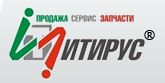 ПРОДАЖА СЕРВИС ЗАПЧАСТИ
ИТИРУС®